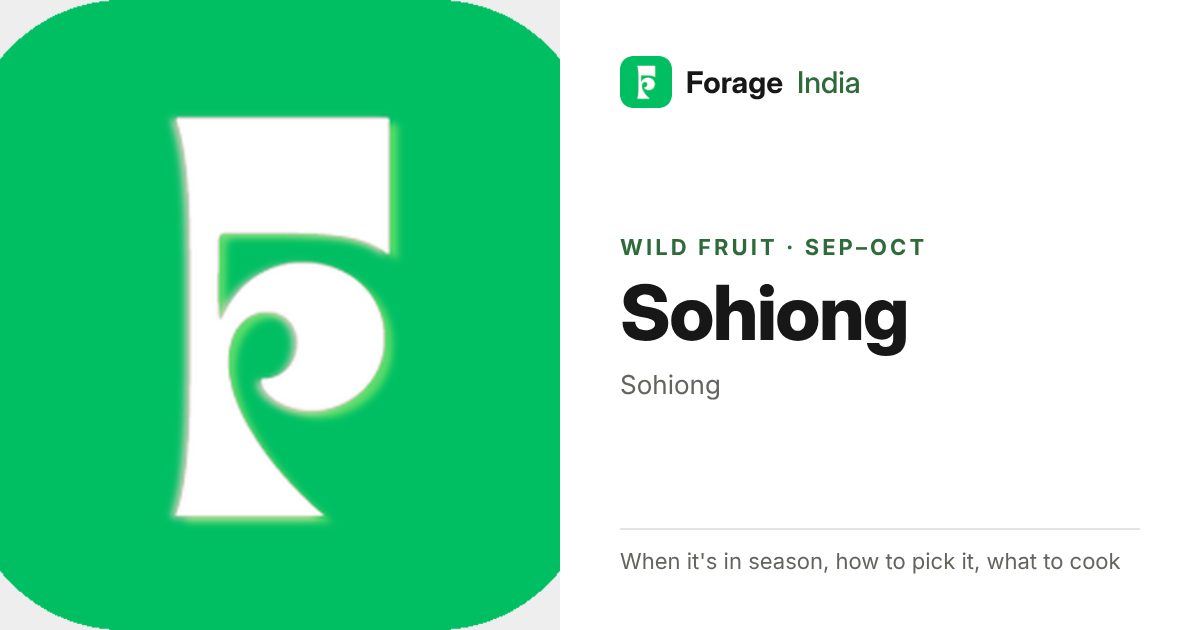 Forage India
WILD FRUIT · SEP–OCT
Sohiong
Sohiong
When it's in season, how to pick it, what to cook